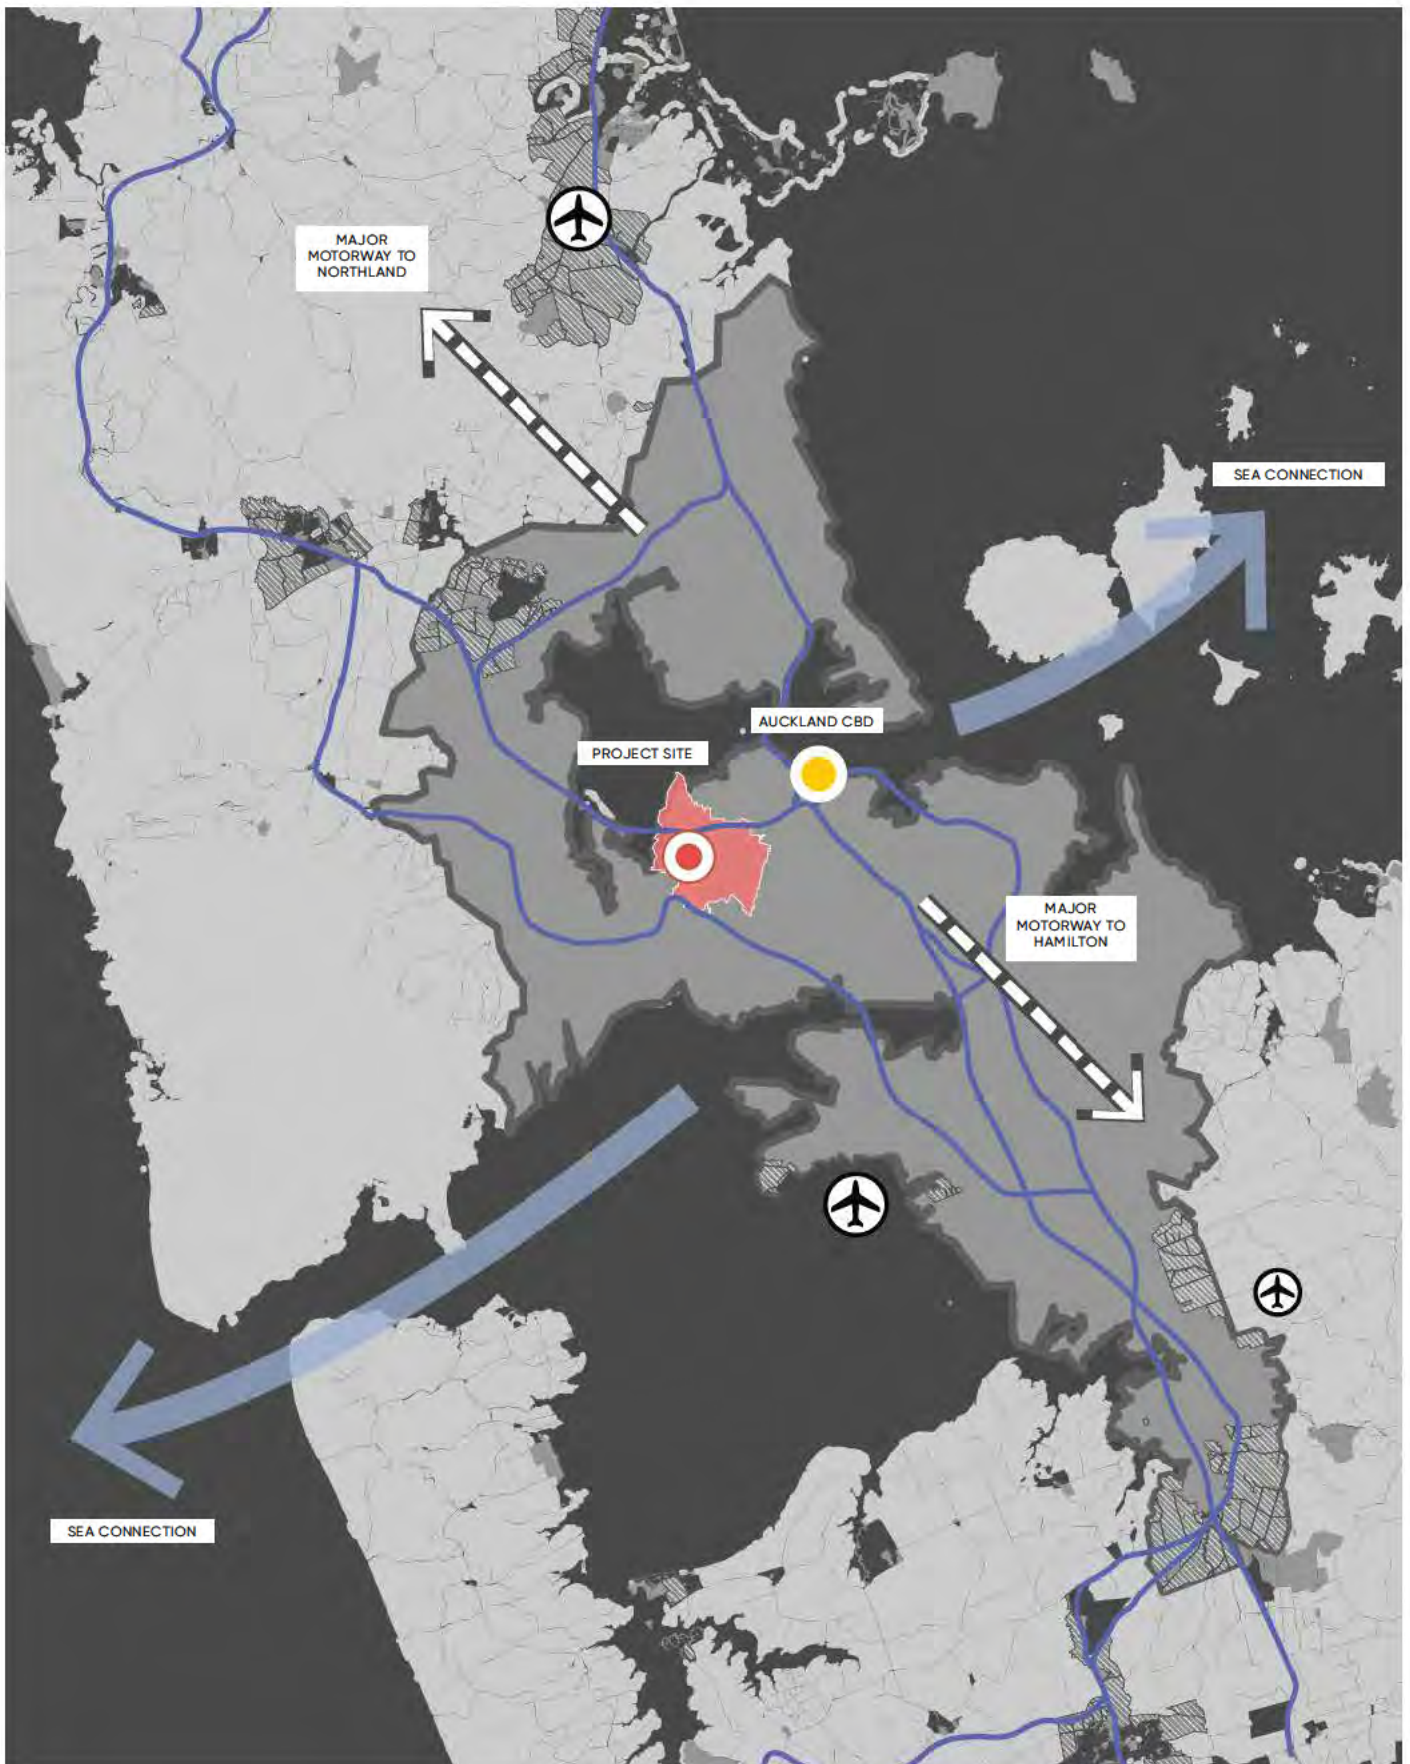 MAJOR
MOTORWAY TO
NORTHLAND
SEA CONNECTION
AUCKLAND CBD
PROJECT SITE
MAJOR
MOTORWAY TO
HAMILTON
SEA CONNECTION